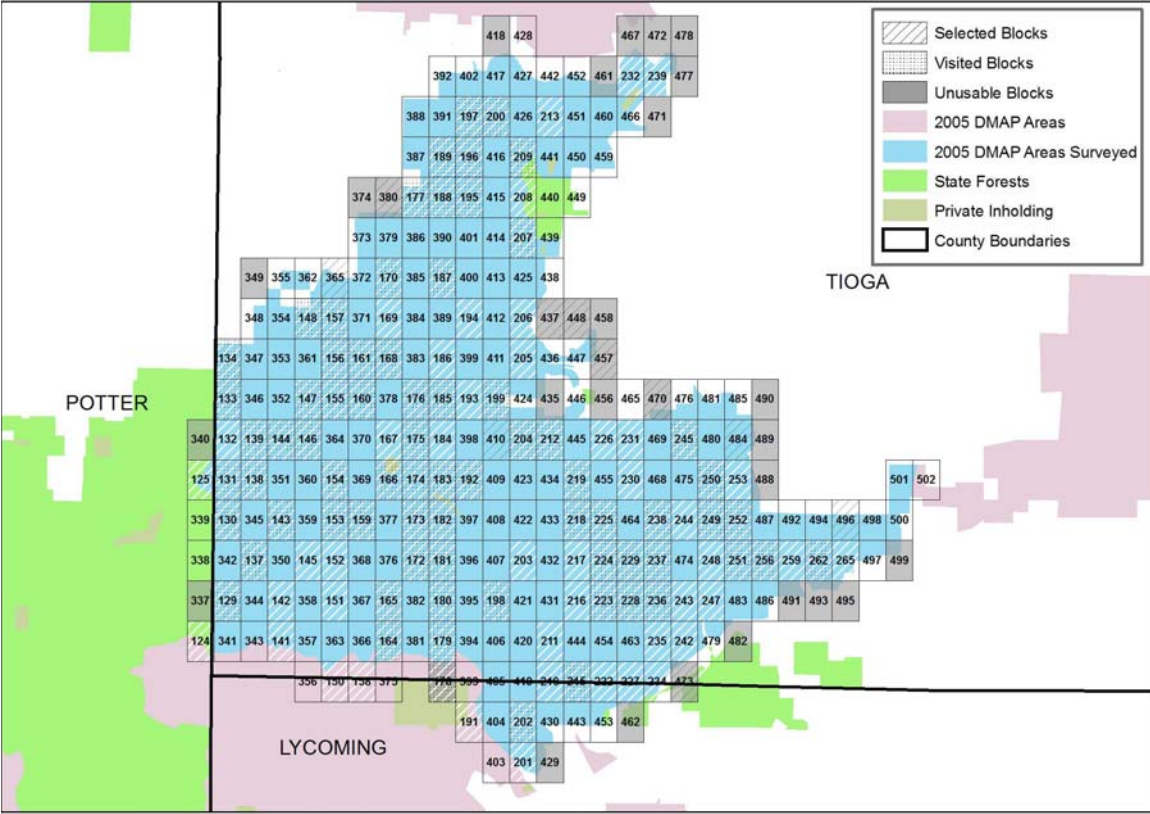 418 428 467 472 478
Selected Blocks
392 402 417 427 442 452 461 232 239 477
Visited Blocks
Unusable Blocks
388 391 197 200 426 213 451 460 466 471
2005 DMAP Areas
387 189 196 416 209 441 450 459
2005 DMAP Areas Surveyed
State Forests
374 380 177 188 195 415 208 440 449
Private Inholding
373 379 386 390 401 414 207 439
County Boundaries
349 355 362 365 372 170 385 187 400 413 425 438
TIOGA
348 354 148 157 371 169 384 389 194 412 206 437 448 458
134 347 353 361 156 161 168 383 186 399 411 205 436 447 457
POTTER
133 346 352 147 155 160 378 176 185 193 199 424 435 446 456 465 470 476 481 485 490
340 132 139 144 146 364 370 167 175 184 398 410 204 212 445 226 231 469 245 480 484 489
125 131 138 351 360 154 369 166 174 183 192 409 423 434 219 455 230 468 475 250 253 488 501 502
339 130 345 143 359 153 159 377 173 182 397 408 422 433 218 225 464 238 244 249 252 487 492 494 496 498 500
338 342 137 350 145 152 368 376 172 181 396 407 203 432 217 224 229 237 474 248 251 256 259 262 265 497 499
337 129 344 142 358 151 367 165 382 180 395 198 421 431 216 223 228 236 243 247 483 486 491 493 495
124 341 343 141 357 363 366 164 381 179 394 406 420 211 444 454 463 235 242 479 482
356 150 158 375 178 473
191 404 202 430 443 453 462
LYCOMING
403 201 429